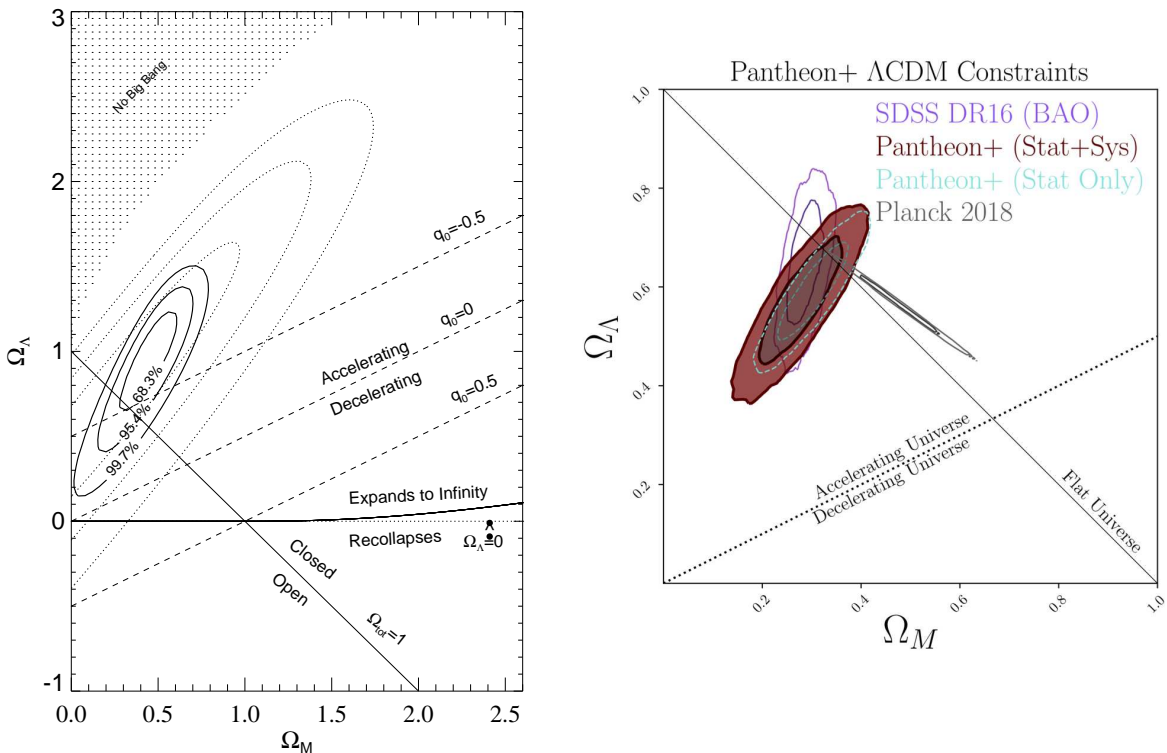 3
2
1
0
-1
0.0
0.5
1.0
1.5
2.0
2.5
Ω_Λ
Ω_M
No Big Bang
q₀=-0.5
q₀=0
q₀=0.5
Accelerating
Decelerating
68.3%
95.4%
99.7%
Expands to Infinity
Recollapses
Ω_Λ=0
Closed
Open
Ω_tot=1
Pantheon+ ΛCDM Constraints
SDSS DR16 (BAO)
Pantheon+ (Stat+Sys)
Pantheon+ (Stat Only)
Planck 2018
1.0
0.8
0.6
0.4
0.2
Ω_Λ
Accelerating Universe
Decelerating Universe
Flat Universe
0.2
0.4
0.6
0.8
1.0
Ω_M